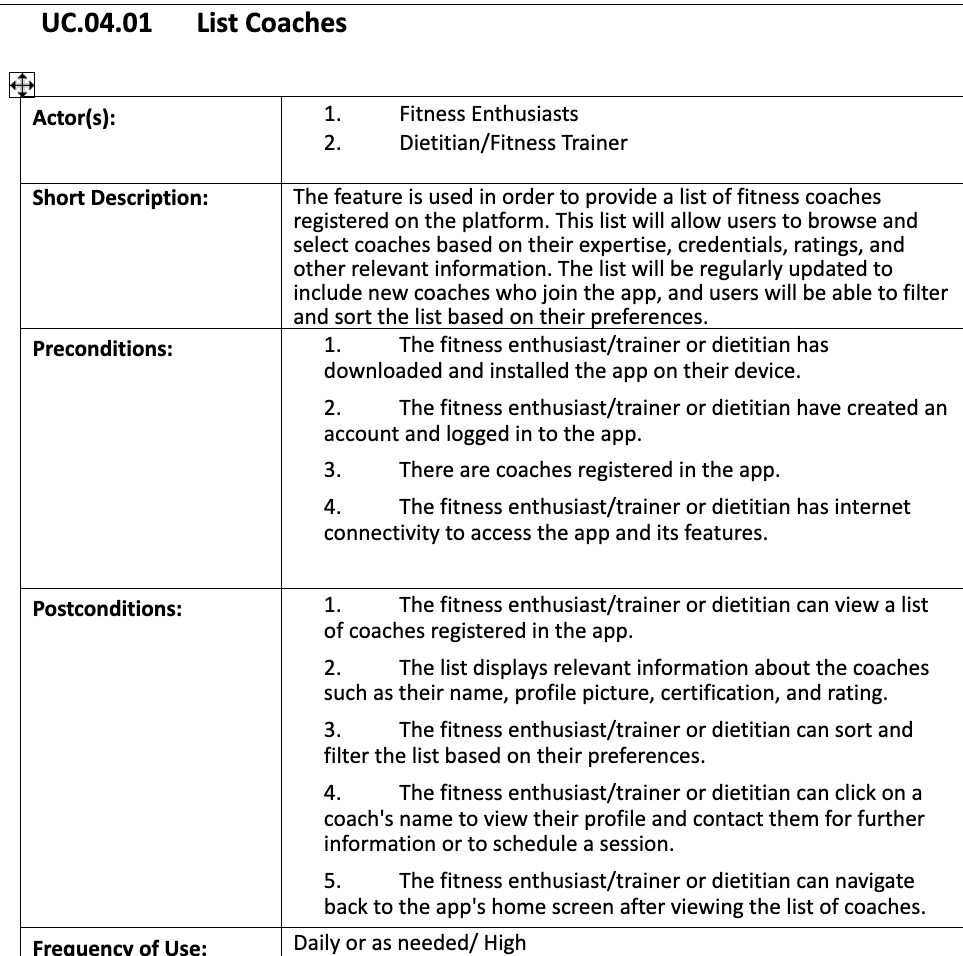 UC.04.01 List Coaches
Actor(s):
1. Fitness Enthusiasts
2. Dietitian/Fitness Trainer
Short Description:
The feature is used in order to provide a list of fitness coaches
registered on the platform. This list will allow users to browse and
select coaches based on their expertise, credentials, ratings, and
other relevant information. The list will be regularly updated to
include new coaches who join the app, and users will be able to filter
and sort the list based on their preferences.
Preconditions:
1. The fitness enthusiast/trainer or dietitian has
downloaded and installed the app on their device.
2. The fitness enthusiast/trainer or dietitian have created an
account and logged in to the app.
3. There are coaches registered in the app.
4. The fitness enthusiast/trainer or dietitian has internet
connectivity to access the app and its features.
Postconditions:
1. The fitness enthusiast/trainer or dietitian can view a list
of coaches registered in the app.
2. The list displays relevant information about the coaches
such as their name, profile picture, certification, and rating.
3. The fitness enthusiast/trainer or dietitian can sort and
filter the list based on their preferences.
4. The fitness enthusiast/trainer or dietitian can click on a
coach's name to view their profile and contact them for further
information or to schedule a session.
5. The fitness enthusiast/trainer or dietitian can navigate
back to the app's home screen after viewing the list of coaches.
Frequency of Use:
Daily or as needed/ High